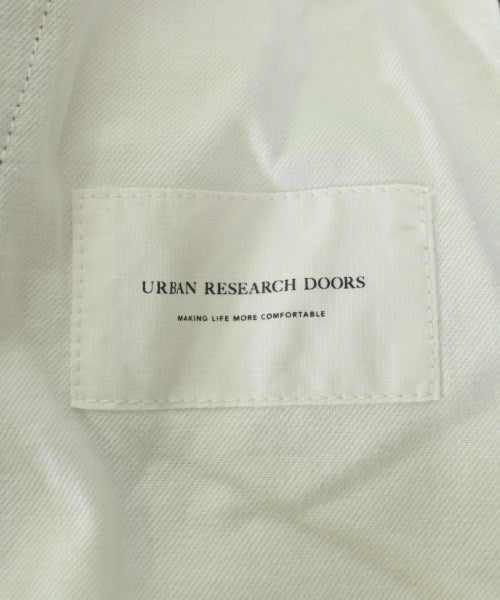 URBAN RESEARCH DOORS
MAKING LIFE MORE COMFORTABLE